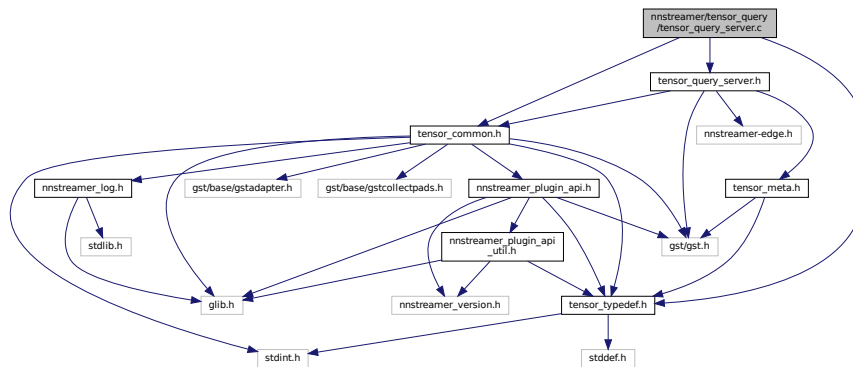 nnstreamer/tensor_query
/tensor_query_server.c
tensor_query_server.h
tensor_common.h
nnstreamer-edge.h
nnstreamer_log.h
gst/base/gstadapter.h
gst/base/gstcollectpads.h
nnstreamer_plugin_api.h
tensor_meta.h
stdlib.h
nnstreamer_plugin_api
_util.h
gst/gst.h
glib.h
nnstreamer_version.h
tensor_typedef.h
stdint.h
stddef.h